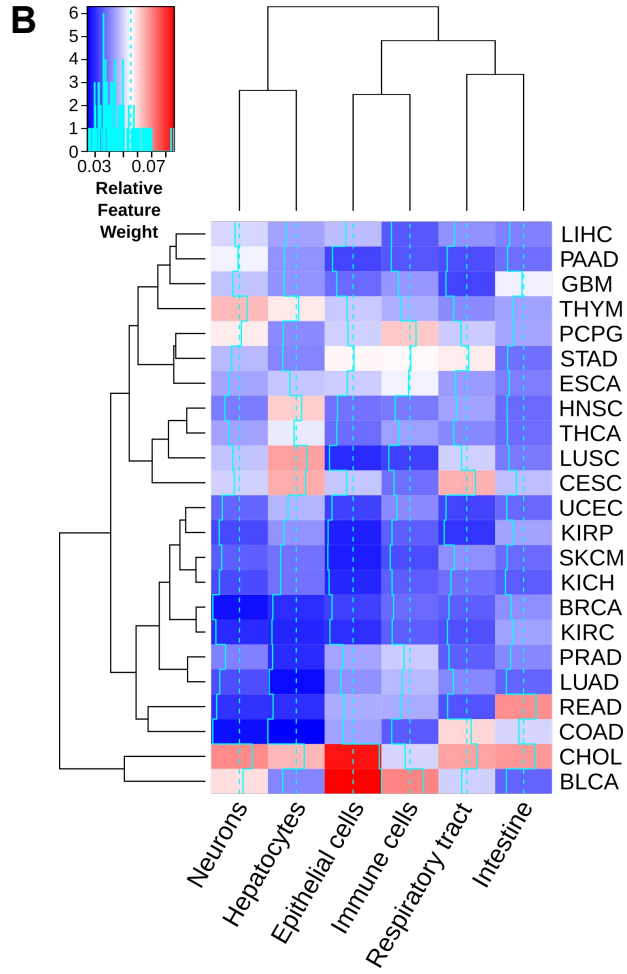 B
6
5
4
3
2
1
0
0.03 0.07
Relative
Feature
Weight
LIHC
PAAD
GBM
THYM
PCPG
STAD
ESCA
HNSC
THCA
LUSC
CESC
UCEC
KIRP
SKCM
KICH
BRCA
KIRC
PRAD
LUAD
READ
COAD
CHOL
BLCA
Neurons
Hepatocytes
Epithelial cells
Immune cells
Respiratory tract
Intestine